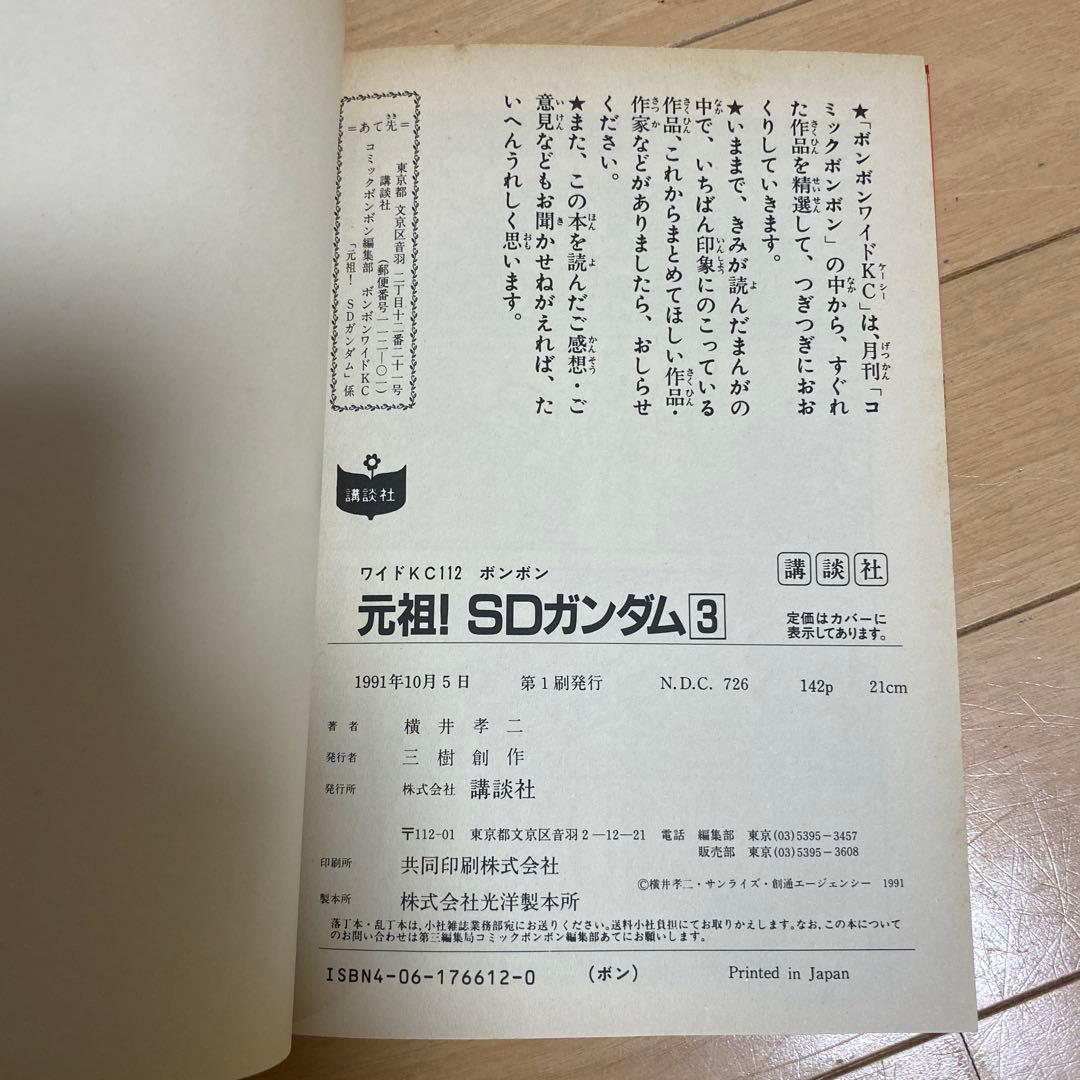 ★「ボンボンワイドKC」は、月刊「コ
ミックボンボン」の中から、すぐれ
た作品を精選して、つぎつぎにおお
くりしていきます。
★いままで、きみが読んだまんがの
中で、いちばん印象にのこっている
作品、これからまとめてほしい作品・
作家などがありましたら、おしらせ
ください。
★また、この本を読んだご感想・ご
意見などもお聞かせねがえれば、た
いへんうれしく思います。
=あて先=
東京都 文京区音羽 二丁目十二番二十一号
講談社 (郵便番号一一二―〇一)
コミックボンボン編集部 ボンボンワイドKC
「元祖! SDガンダム」係
講談社
ワイドKC112 ボンボン
講談社
元祖! SDガンダム3
定価はカバーに
表示してあります。
1991年10月5日 第1刷発行 N.D.C. 726 142p 21cm
著者 横井孝二
発行者 三樹創作
発行所 株式会社 講談社
〒112-01 東京都文京区音羽2―12―21 電話 編集部 東京(03)5395-3457
販売部 東京(03)5395-3608
印刷所 共同印刷株式会社
©横井孝二・サンライズ・創通エージェンシー 1991
製本所 株式会社光洋製本所
落丁本・乱丁本は、小社雑誌業務部宛にお送りください。送料小社負担にてお取りかえします。なお、この本について
のお問い合わせは第三編集局コミックボンボン編集部あてにお願いします。
ISBN4-06-176612-0 (ボン) Printed in Japan